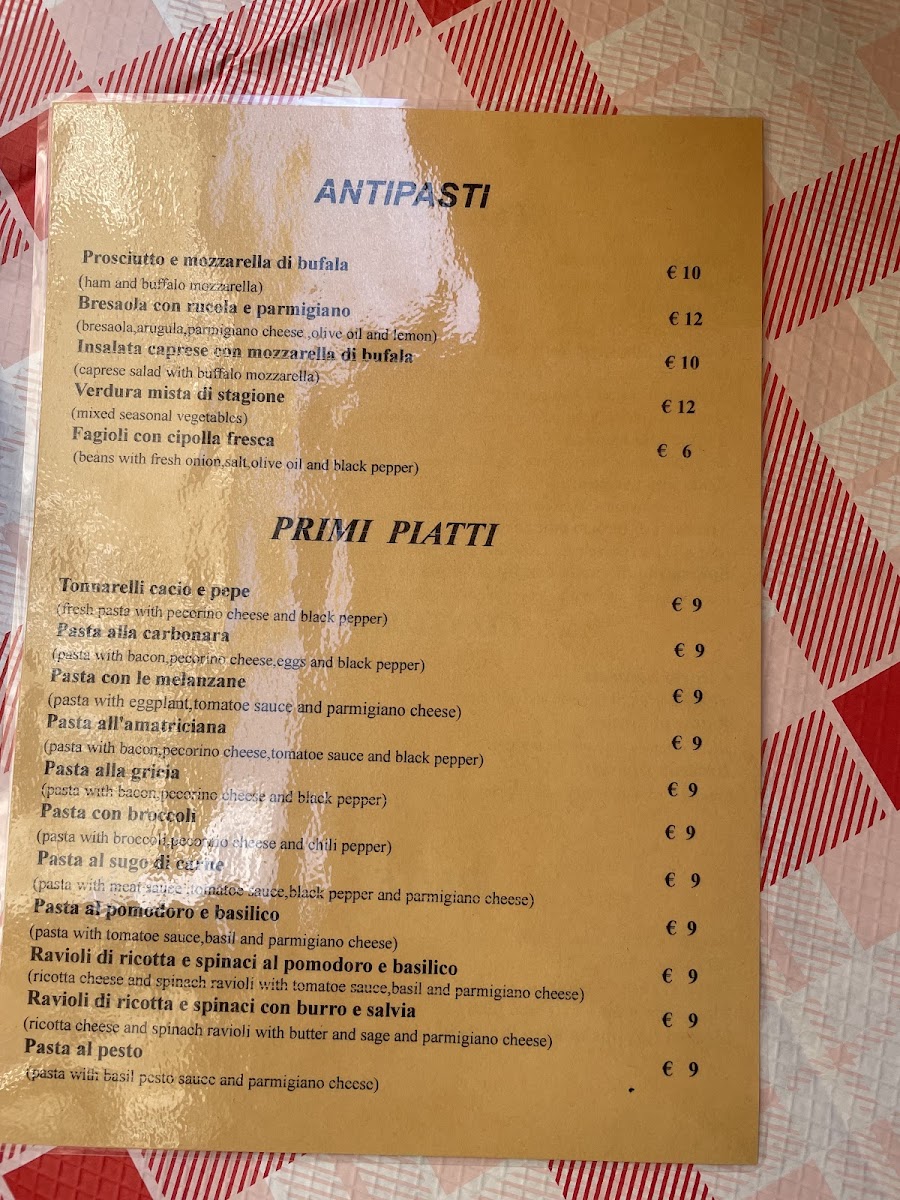 ANTIPASTI
Prosciutto e mozzarella di bufala € 10
(ham and buffalo mozzarella)
Bresaola con rucola e parmigiano € 12
(bresaola,arugula,parmigiano cheese ,olive oil and lemon)
Insalata caprese con mozzarella di bufala € 10
(caprese salad with buffalo mozzarella)
Verdura mista di stagione € 12
(mixed seasonal vegetables)
Fagioli con cipolla fresca € 6
(beans with fresh onion,salt,olive oil and black pepper)
PRIMI PIATTI
Tonnarelli cacio e pepe € 9
(fresh pasta with pecorino cheese and black pepper)
Pasta alla carbonara € 9
(pasta with bacon,pecorino cheese,eggs and black pepper)
Pasta con le melanzane € 9
(pasta with eggplant,tomatoe sauce and parmigiano cheese)
Pasta all'amatriciana € 9
(pasta with bacon,pecorino cheese,tomatoe sauce and black pepper)
Pasta alla gricia € 9
(pasta with bacon,pecorino cheese and black pepper)
Pasta con broccoli € 9
(pasta with broccoli,pecorino cheese and chili pepper)
Pasta al sugo di carne € 9
(pasta with meat sauce ,tomatoe sauce,black pepper and parmigiano cheese)
Pasta al pomodoro e basilico € 9
(pasta with tomatoe sauce,basil and parmigiano cheese)
Ravioli di ricotta e spinaci al pomodoro e basilico € 9
(ricotta cheese and spinach ravioli with tomatoe sauce,basil and parmigiano cheese)
Ravioli di ricotta e spinaci con burro e salvia € 9
(ricotta cheese and spinach ravioli with butter and sage and parmigiano cheese)
Pasta al pesto € 9
(pasta with basil pesto sauce and parmigiano cheese)